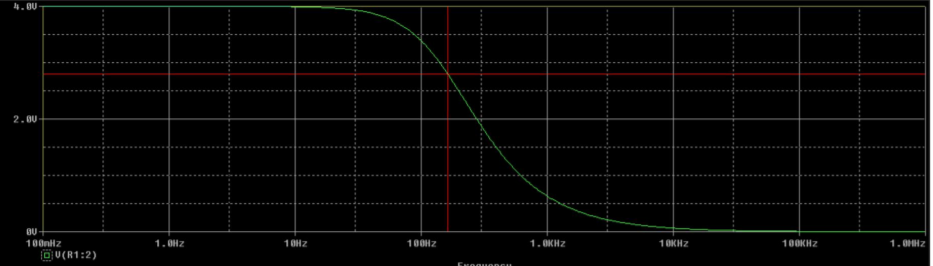 4.0V
2.0V
0V
100mHz 1.0Hz 10Hz 100Hz 1.0KHz 10KHz 100KHz 1.0MHz
V(R1:2)
Frequency